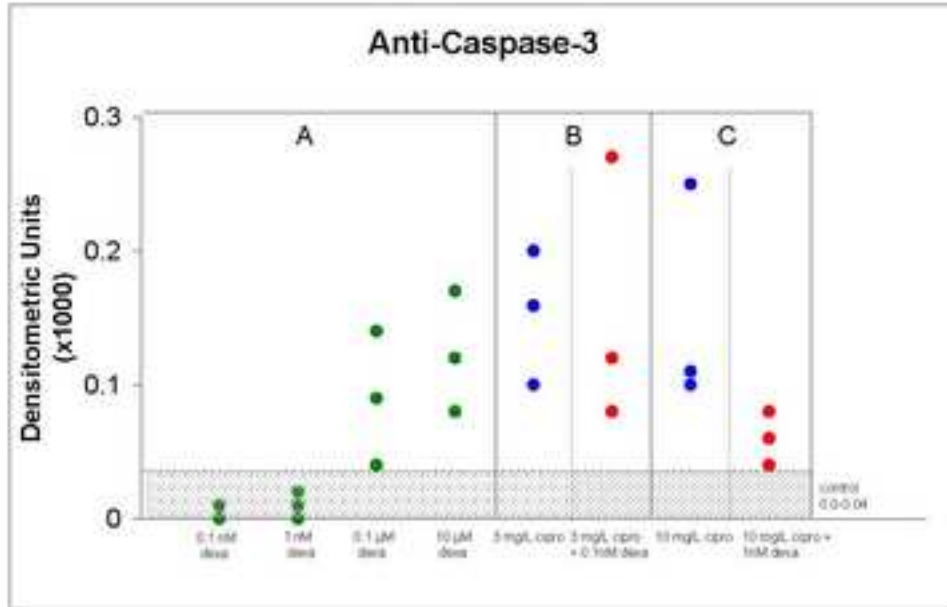 Anti-Caspase-3
A
B
C
Densitometric Units
(x1000)
0.3
0.2
0.1
0
control
0.0-0.04
0.1 nM
dexa
1 nM
dexa
0.1 µM
dexa
10 µM
dexa
3 mg/L cipro
3 mg/L cipro
+ 0.1nM dexa
10 mg/L cipro
10 mg/L cipro +
1nM dexa